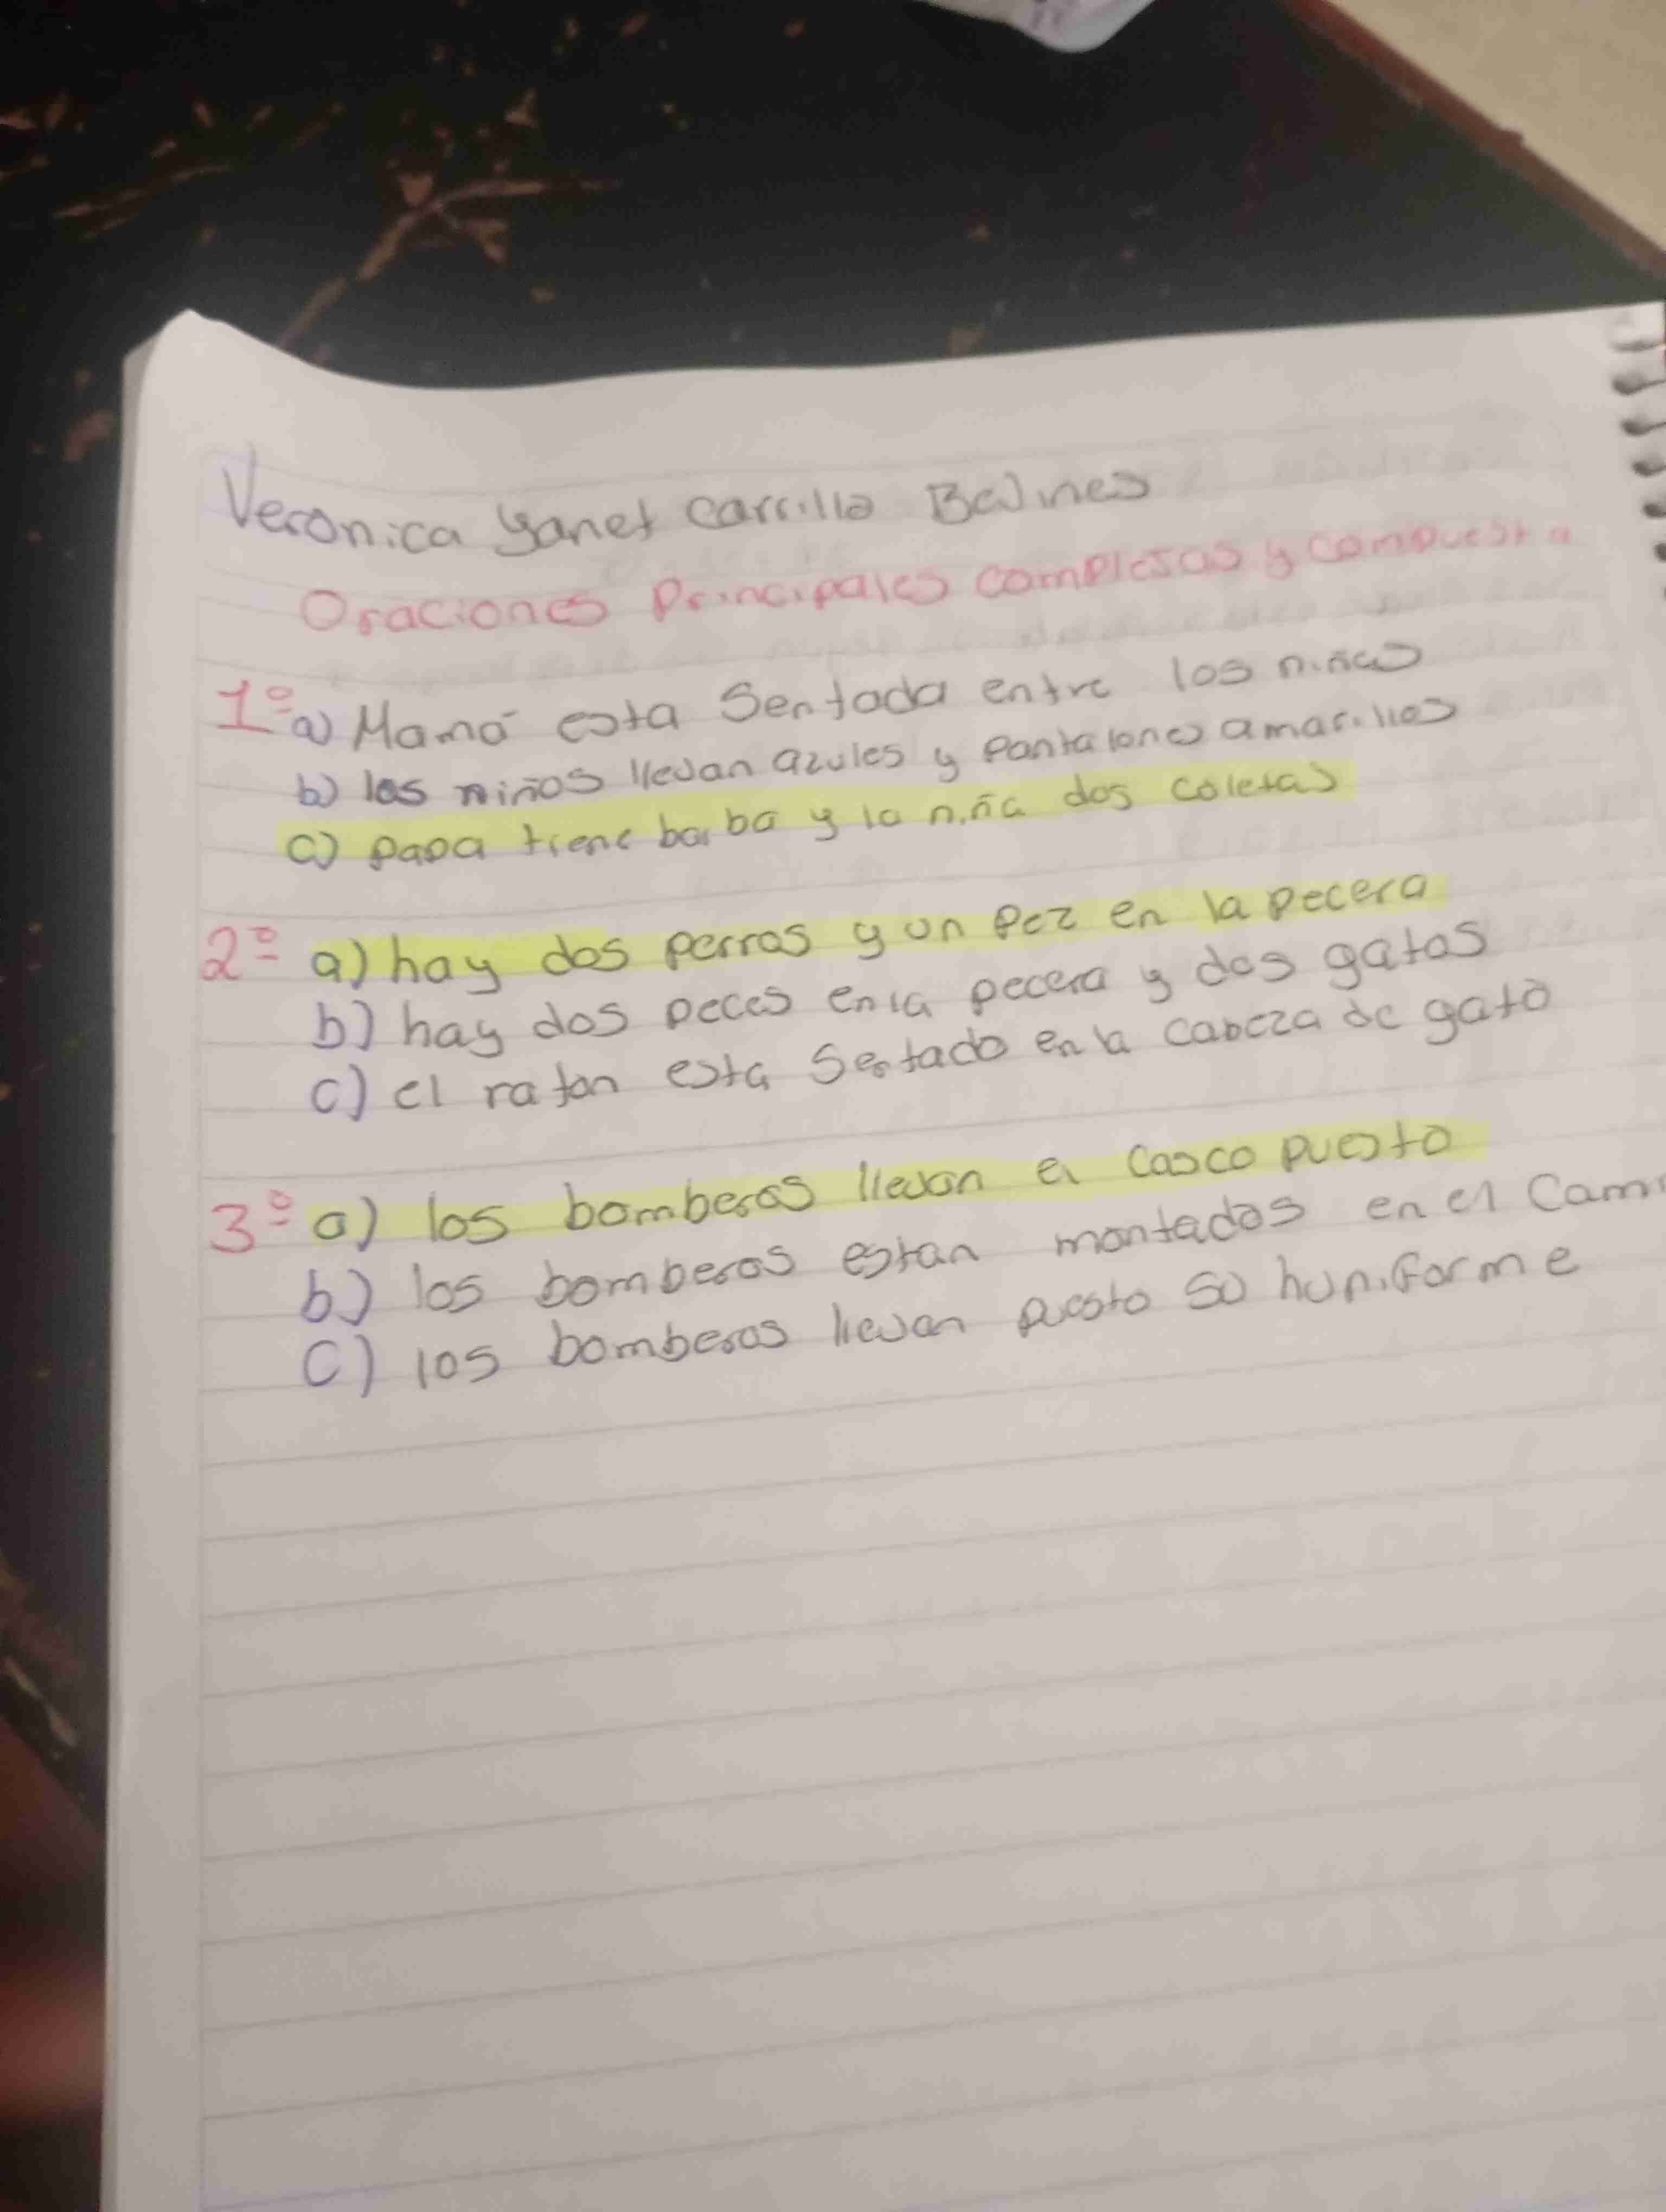 Veronica Yanet Carrillo
Oraciones Principales complejas y compuesta
1º a) Mamá esta Sentada entre los niños
b) los niños llevan azules y pantalones amarillos
c) papa tiene barba y la niña dos coletas
2º a) hay dos perros y un pez en la pecera
b) hay dos peces en la pecera y dos gatos
c) el raton esta Sentado en la cabeza de gato
3º a) los bomberos llevan el casco puesto
b) los bomberos estan montados en el Cam
C) los bomberos llevan puesto su huniforme